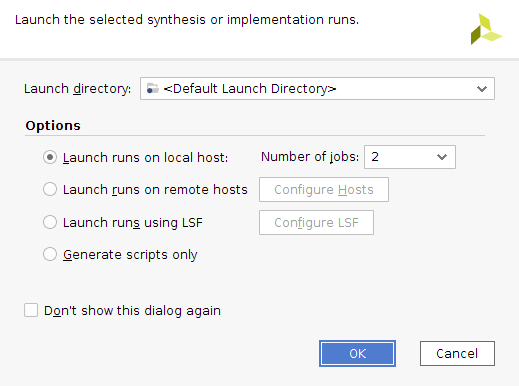 Launch the selected synthesis or implementation runs.
Launch directory: <Default Launch Directory>
Options
Launch runs on local host: Number of jobs: 2
Launch runs on remote hosts Configure Hosts
Launch runs using LSF Configure LSF
Generate scripts only
Don't show this dialog again
OK Cancel